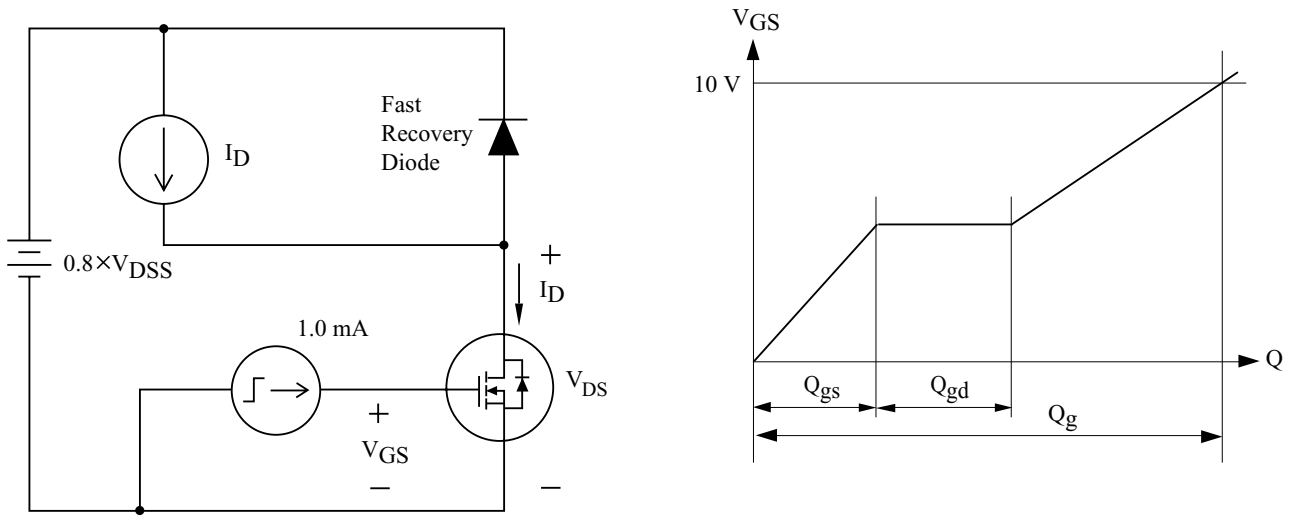 Fast
Recovery
Diode
I_D
0.8×V_DSS
+
I_D
1.0 mA
V_DS
+
V_GS
−
−
V_GS
10 V
Q
Q_gs
Q_gd
Q_g